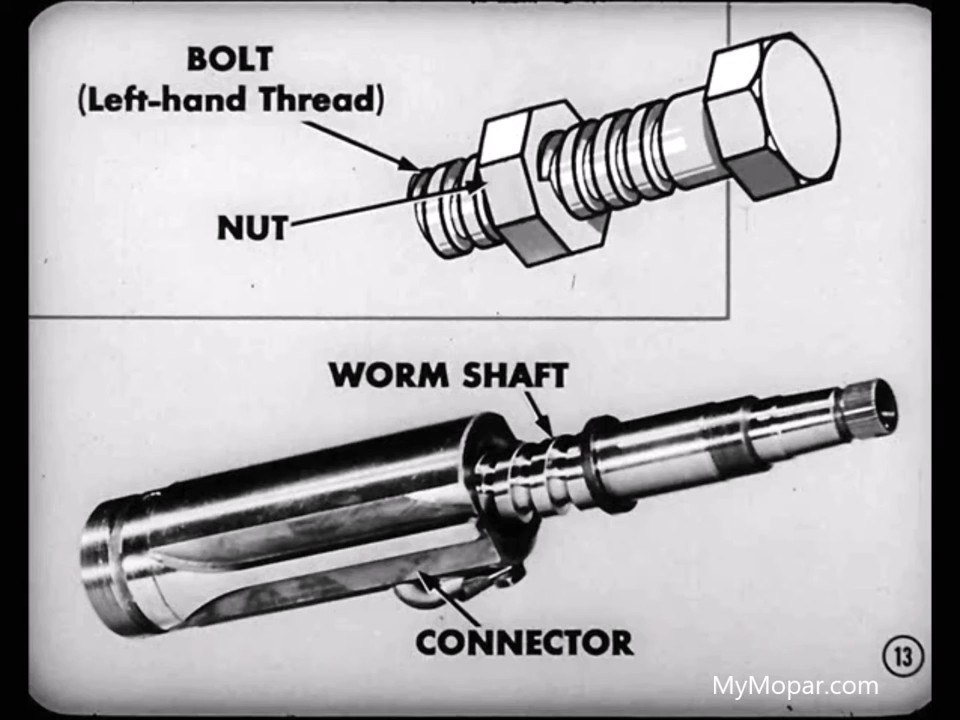 BOLT
(Left-hand Thread)
NUT
WORM SHAFT
CONNECTOR
13
MyMopar.com